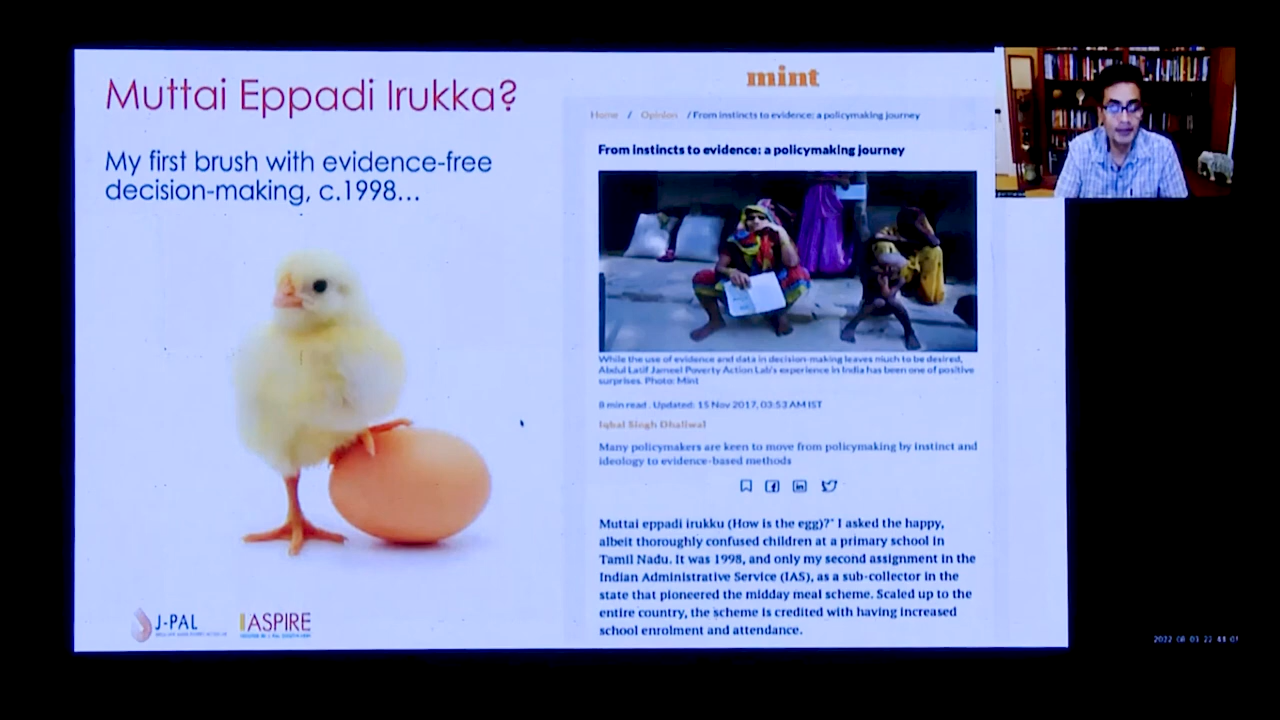 Muttai Eppadi Irukka?
My first brush with evidence-free
decision-making, c.1998...
J-PAL
ASPIRE
mint
Home / Opinion / From instincts to evidence: a policymaking journey
From instincts to evidence: a policymaking journey
While the use of evidence and data in decision-making leaves much to be desired,
Abdul Latif Jameel Poverty Action Lab's experience in India has been one of positive
surprises. Photo: Mint
8 min read . Updated: 15 Nov 2017, 03:53 AM IST
Iqbal Singh Dhaliwal
Many policymakers are keen to move from policymaking by instinct and
ideology to evidence-based methods
Muttai eppadi irukku (How is the egg)?" I asked the happy,
albeit thoroughly confused children at a primary school in
Tamil Nadu. It was 1998, and only my second assignment in the
Indian Administrative Service (IAS), as a sub-collector in the
state that pioneered the midday meal scheme. Scaled up to the
entire country, the scheme is credited with having increased
school enrolment and attendance.